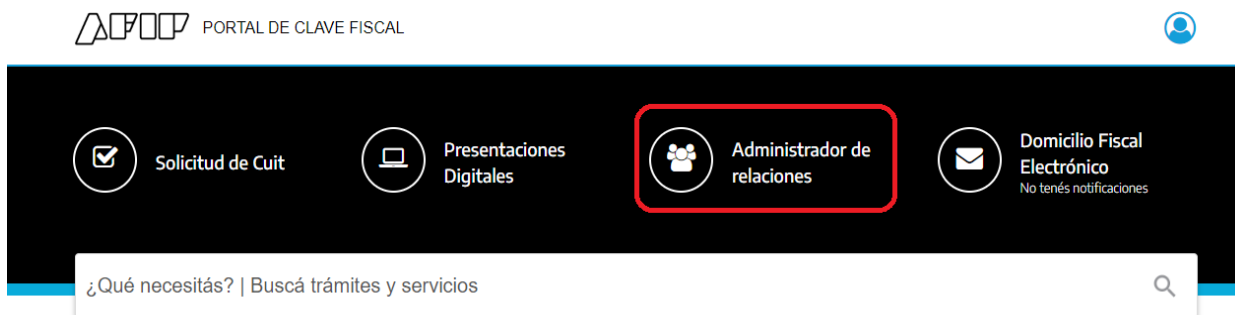 AFIP PORTAL DE CLAVE FISCAL
Solicitud de Cuit
Presentaciones
Digitales
Administrador de
relaciones
Domicilio Fiscal
Electrónico
No tenés notificaciones
¿Qué necesitás? | Buscá trámites y servicios